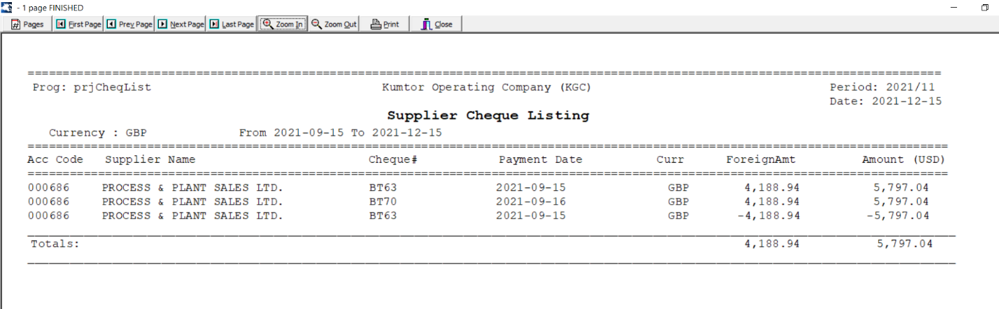 - 1 page FINISHED
Pages First Page Prev Page Next Page Last Page Zoom In Zoom Out Print Close
================================================================================
Prog: prjCheqList Kumtor Operating Company (KGC) Period: 2021/11
Date: 2021-12-15
Supplier Cheque Listing
Currency : GBP From 2021-09-15 To 2021-12-15
================================================================================
Acc Code Supplier Name Cheque# Payment Date Curr ForeignAmt Amount (USD)
================================================================================
000686 PROCESS & PLANT SALES LTD. BT63 2021-09-15 GBP 4,188.94 5,797.04
000686 PROCESS & PLANT SALES LTD. BT70 2021-09-16 GBP 4,188.94 5,797.04
000686 PROCESS & PLANT SALES LTD. BT63 2021-09-15 GBP -4,188.94 -5,797.04
Totals: 4,188.94 5,797.04